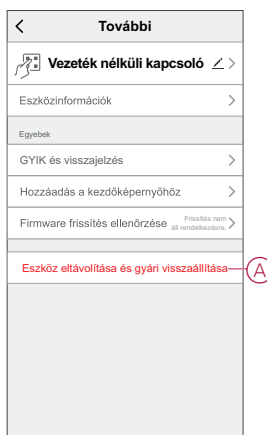 További
Vezeték nélküli kapcsoló
Eszközinformációk
Egyebek
GYIK és visszajelzés
Hozzáadás a kezdőképernyőhöz
Firmware frissítés ellenőrzése
Frissítés nem
áll rendelkezésre.
Eszköz eltávolítása és gyári visszaállítása
A